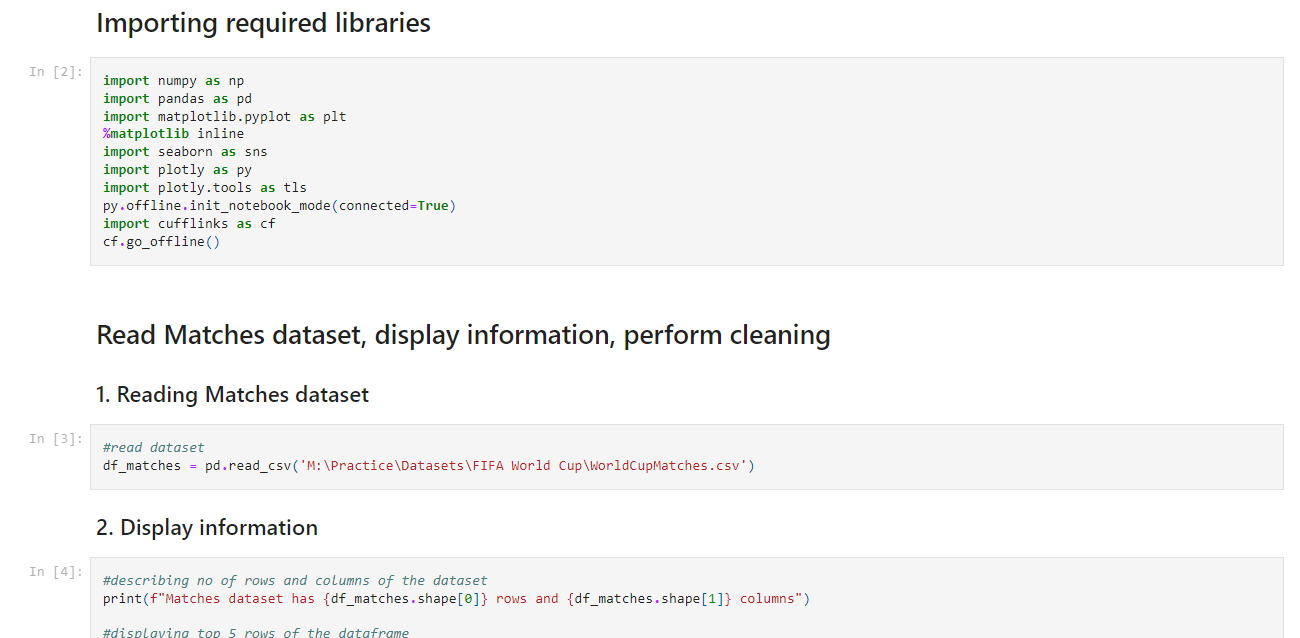 Importing required libraries
In [2]:
import numpy as np
import pandas as pd
import matplotlib.pyplot as plt
%matplotlib inline
import seaborn as sns
import plotly as py
import plotly.tools as tls
py.offline.init_notebook_mode(connected=True)
import cufflinks as cf
cf.go_offline()
Read Matches dataset, display information, perform cleaning
1. Reading Matches dataset
In [3]:
#read dataset
df_matches = pd.read_csv('M:\Practice\Datasets\FIFA World Cup\WorldCupMatches.csv')
2. Display information
In [4]:
#describing no of rows and columns of the dataset
print(f"Matches dataset has {df_matches.shape[0]} rows and {df_matches.shape[1]} columns")
#displaying top 5 rows of the dataframe